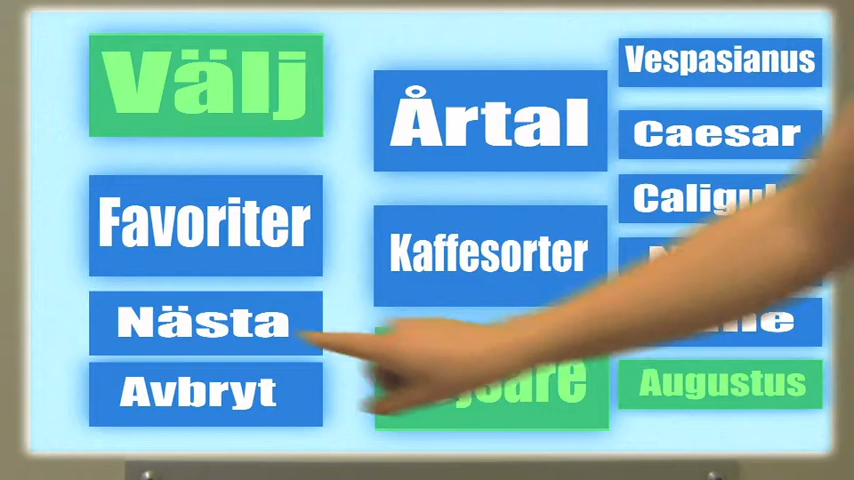 Välj
Favoriter
Nästa
Avbryt
Årtal
Kaffesorter
Vespasianus
Caesar
Augustus